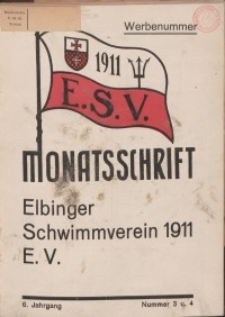 Werbenummer
1911
E.S.V.
MONATSSCHRIFT
Elbinger
Schwimmverein 1911
E. V.
6. Jahrgang Nummer 3 u. 4